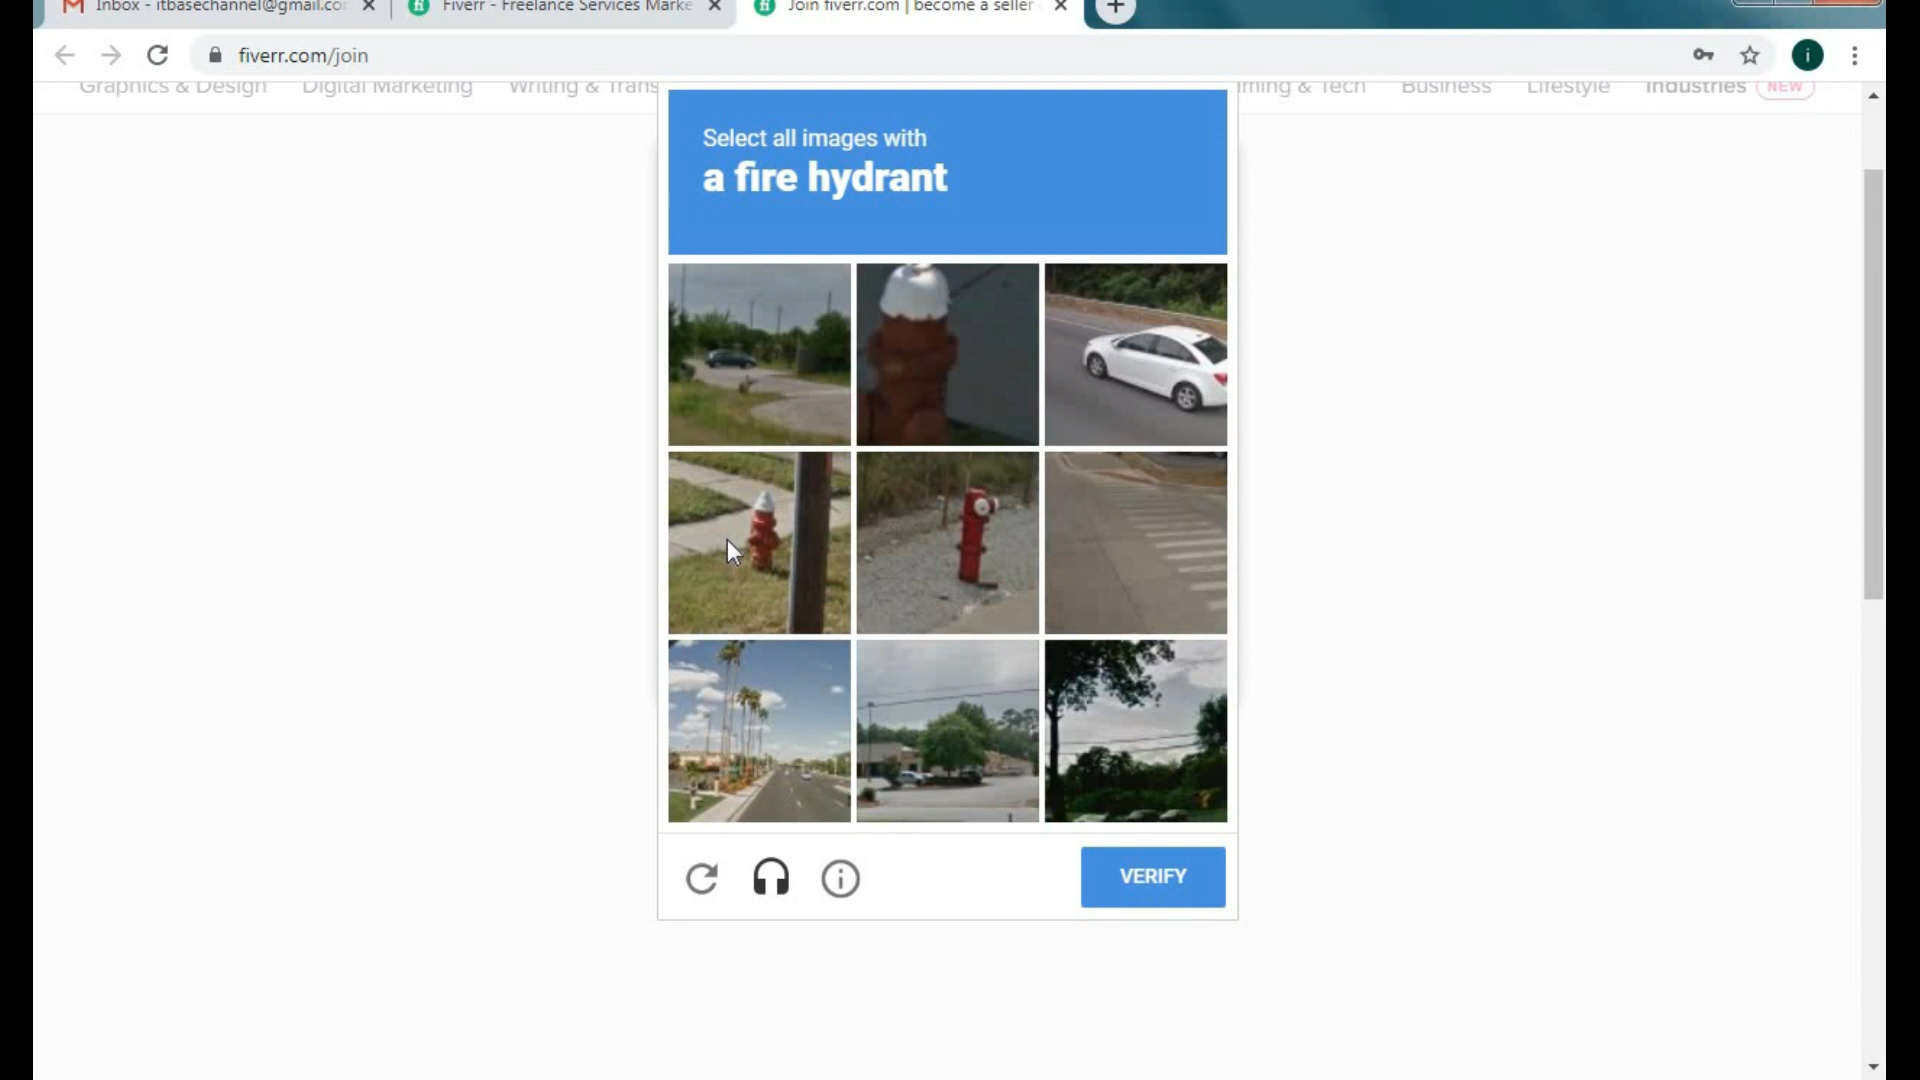 Inbox - itbasechannel@gmail.co
Fiverr - Freelance Services Marke
Join fiverr.com | become a seller
fiverr.com/join
i
Graphics & Design
Digital Marketing
Writing & Trans
ming & Tech
Business
Lifestyle
Industries
NEW
Select all images with
a fire hydrant
VERIFY